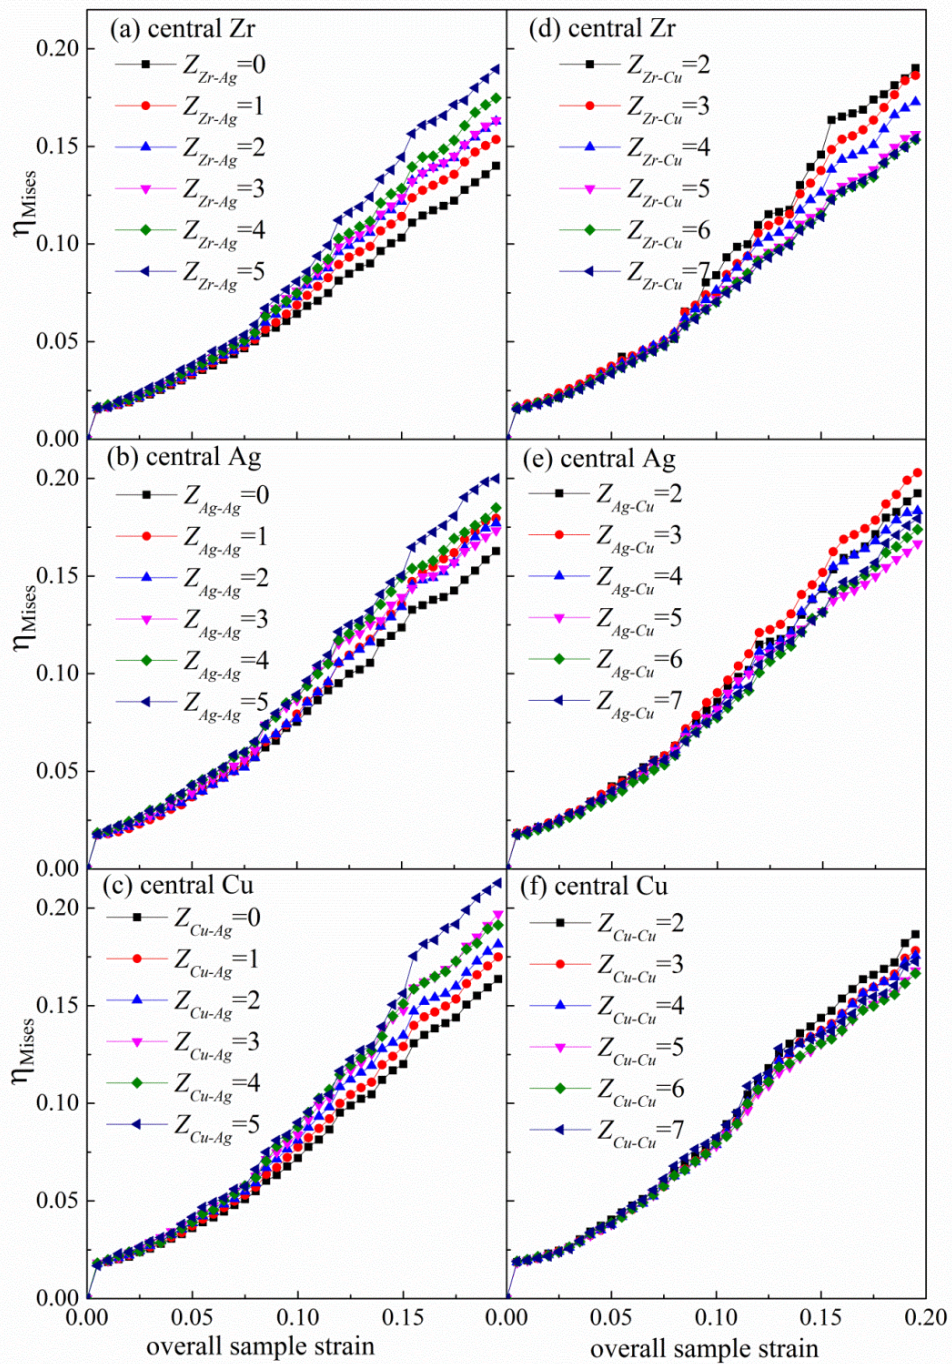 (a) central Zr
Z_Zr-Ag=0
Z_Zr-Ag=1
Z_Zr-Ag=2
Z_Zr-Ag=3
Z_Zr-Ag=4
Z_Zr-Ag=5
0.20
0.15
0.10
0.05
0.00
η_Mises
(d) central Zr
Z_Zr-Cu=2
Z_Zr-Cu=3
Z_Zr-Cu=4
Z_Zr-Cu=5
Z_Zr-Cu=6
Z_Zr-Cu=7
(b) central Ag
Z_Ag-Ag=0
Z_Ag-Ag=1
Z_Ag-Ag=2
Z_Ag-Ag=3
Z_Ag-Ag=4
Z_Ag-Ag=5
0.20
0.15
0.10
0.05
0.00
η_Mises
(e) central Ag
Z_Ag-Cu=2
Z_Ag-Cu=3
Z_Ag-Cu=4
Z_Ag-Cu=5
Z_Ag-Cu=6
Z_Ag-Cu=7
(c) central Cu
Z_Cu-Ag=0
Z_Cu-Ag=1
Z_Cu-Ag=2
Z_Cu-Ag=3
Z_Cu-Ag=4
Z_Cu-Ag=5
0.20
0.15
0.10
0.05
0.00
η_Mises
(f) central Cu
Z_Cu-Cu=2
Z_Cu-Cu=3
Z_Cu-Cu=4
Z_Cu-Cu=5
Z_Cu-Cu=6
Z_Cu-Cu=7
0.00 0.05 0.10 0.15 0.00 0.05 0.10 0.15 0.20
overall sample strain overall sample strain